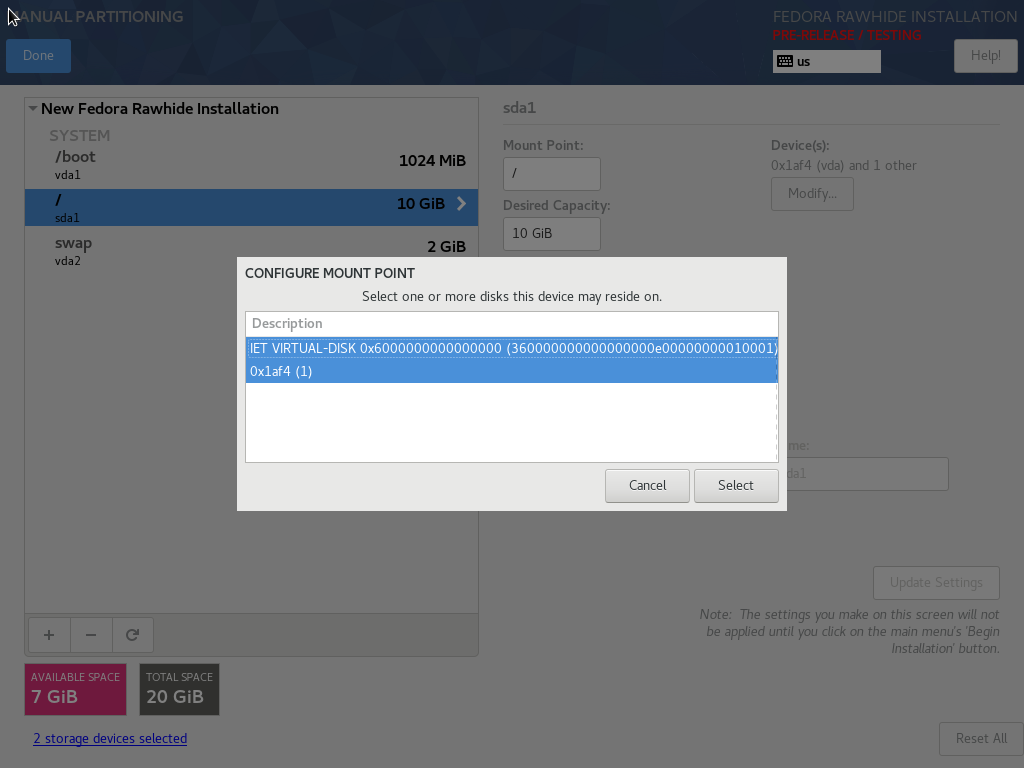 MANUAL PARTITIONING
FEDORA RAWHIDE INSTALLATION
PRE-RELEASE / TESTING
Done
us
Help!
New Fedora Rawhide Installation
SYSTEM
/boot
1024 MiB
vda1
/
10 GiB
sda1
swap
2 GiB
vda2
sda1
Mount Point:
/
Desired Capacity:
10 GiB
Device(s):
0x1af4 (vda) and 1 other
Modify...
CONFIGURE MOUNT POINT
Select one or more disks this device may reside on.
Description
IET VIRTUAL-DISK 0x6000000000000000 (360000000000000000e00000000010001)
0x1af4 (1)
Cancel
Select
Update Settings
Note: The settings you make on this screen will not
be applied until you click on the main menu's 'Begin
Installation' button.
+ −
AVAILABLE SPACE
7 GiB
TOTAL SPACE
20 GiB
2 storage devices selected
Reset All